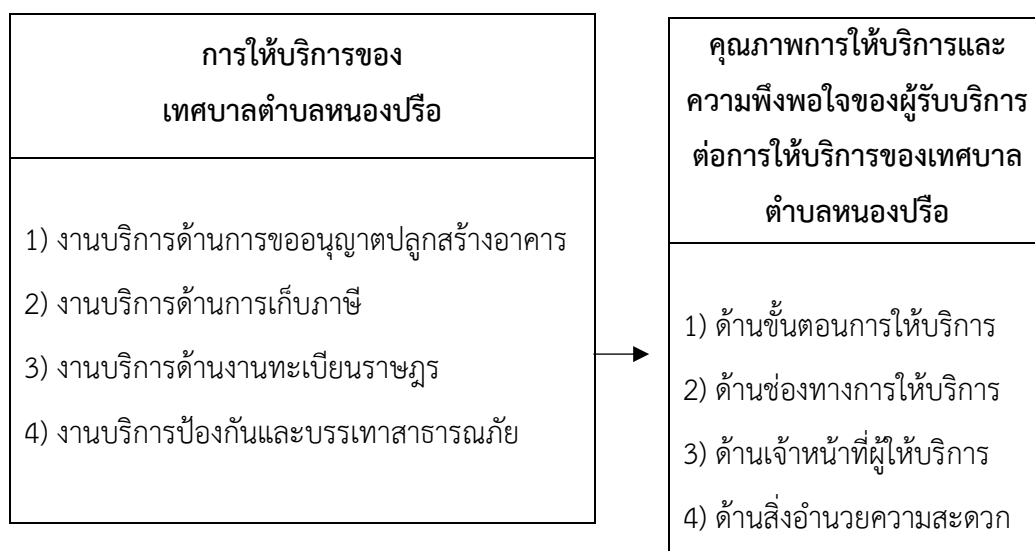 การให้บริการของ
เทศบาลตำบลหนองปรือ
1) งานบริการด้านการขออนุญาตปลูกสร้างอาคาร
2) งานบริการด้านการเก็บภาษี
3) งานบริการด้านงานทะเบียนราษฎร
4) งานบริการป้องกันและบรรเทาสาธารณภัย
คุณภาพการให้บริการและ
ความพึงพอใจของผู้รับบริการ
ต่อการให้บริการของเทศบาล
ตำบลหนองปรือ
1) ด้านขั้นตอนการให้บริการ
2) ด้านช่องทางการให้บริการ
3) ด้านเจ้าหน้าที่ผู้ให้บริการ
4) ด้านสิ่งอำนวยความสะดวก